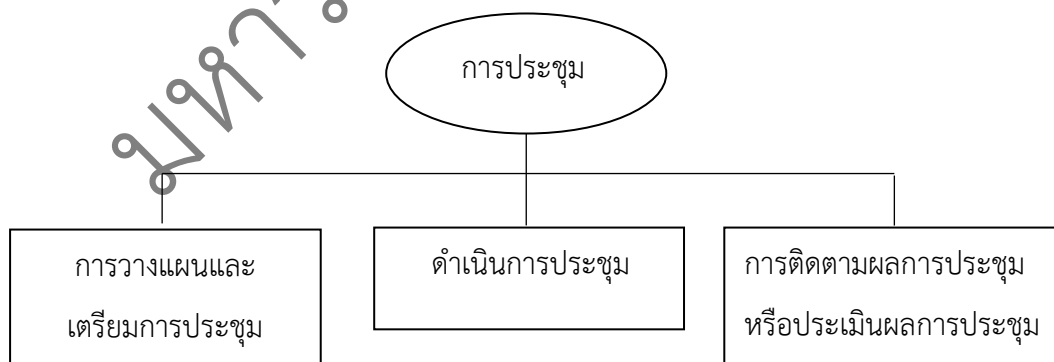 มหาร
การประชุม
การวางแผนและ
เตรียมการประชุม
ดำเนินการประชุม
การติดตามผลการประชุม
หรือประเมินผลการประชุม